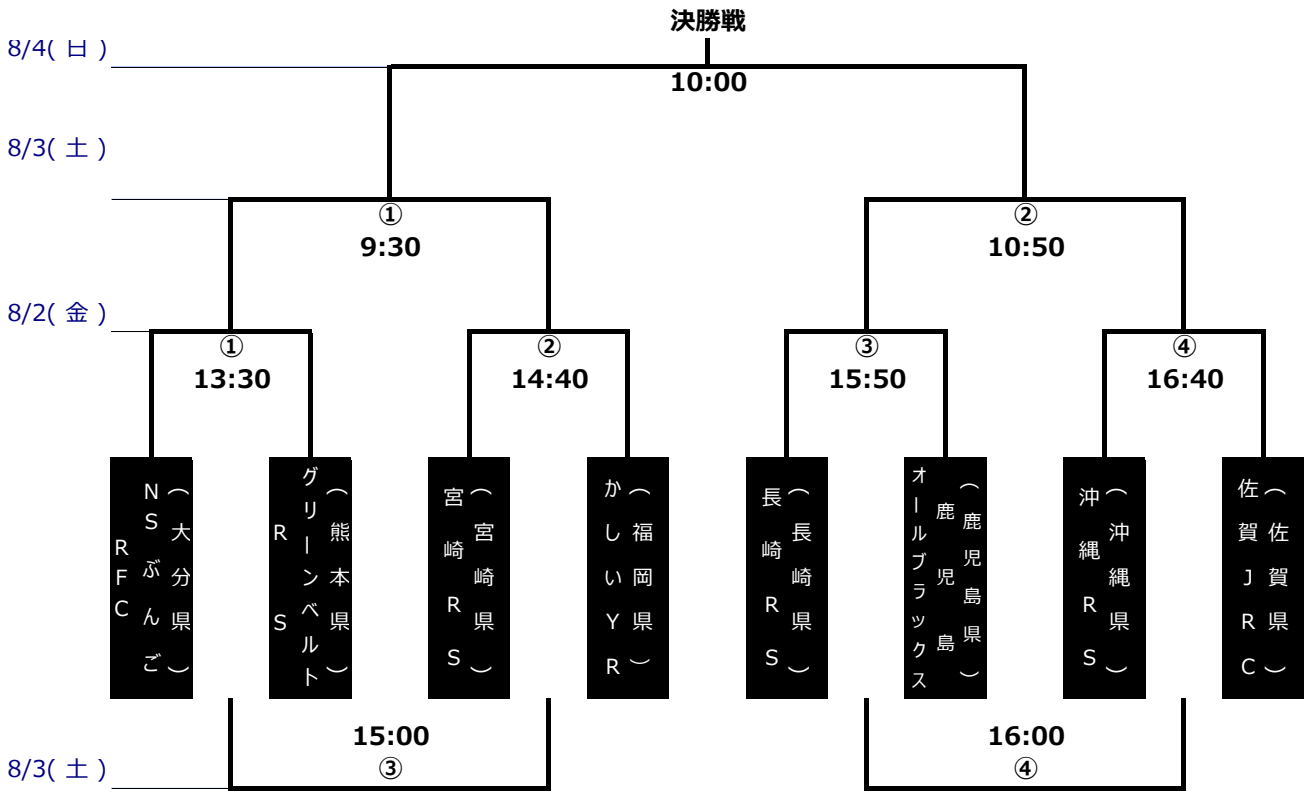 決勝戦
8/4( 日 )
10:00
8/3( 土 )
①
9:30
②
10:50
8/2( 金 )
①
13:30
②
14:40
③
15:50
④
16:40
(大分県)
NSぶんご
RFC
(熊本県)
グリーンベルト
RS
(宮崎県)
宮崎RS
(福岡県)
かしいYR
(長崎県)
長崎RS
(鹿児島県)
鹿児島
オールブラックス
(沖縄県)
沖縄RS
(佐賀県)
佐賀JRC
15:00
③
16:00
④
8/3( 土 )